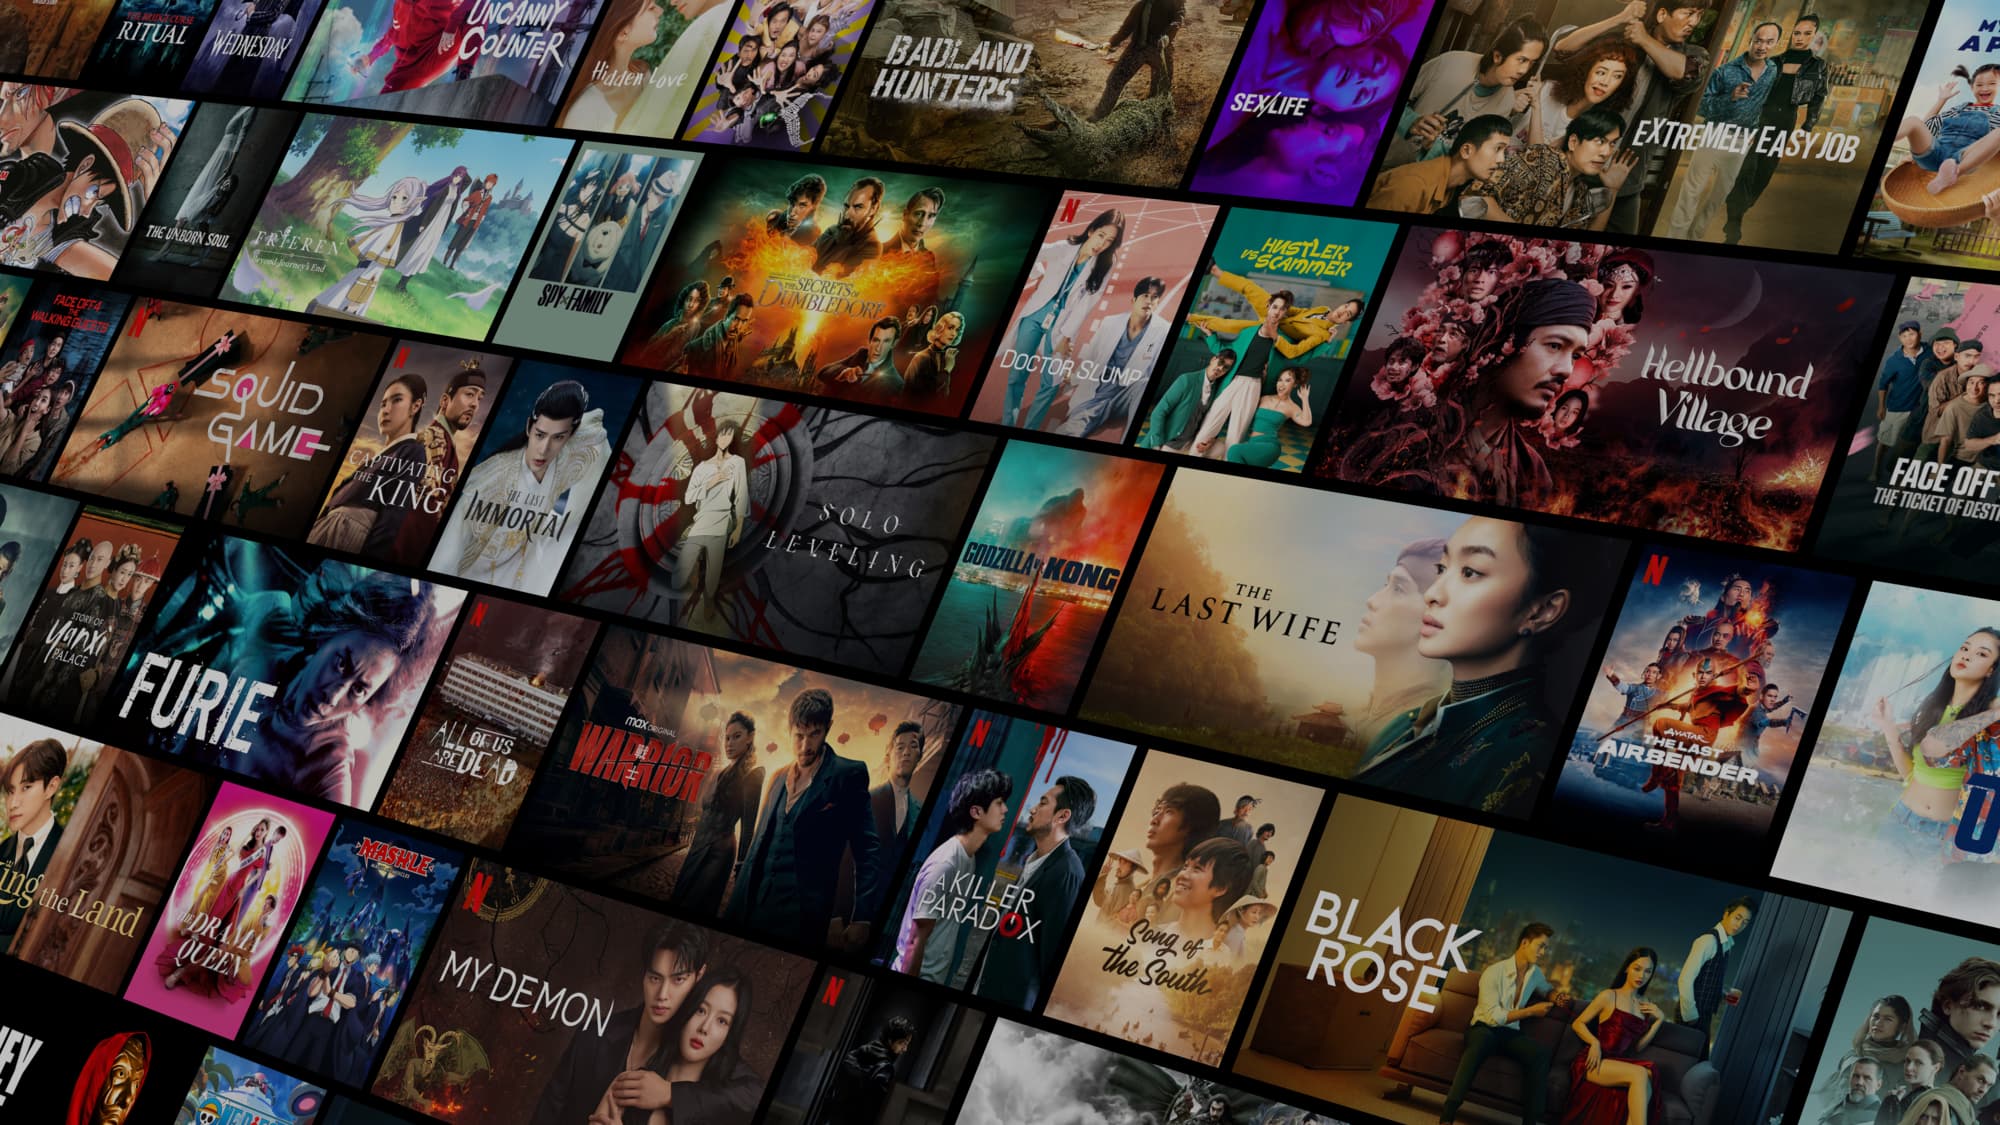 RITUAL
WEDNESDAY
UNCANNY
COUNTER
Hidden Love
BADLAND
HUNTERS
SEX/LIFE
EXTREMELY EASY JOB
THE UNBORN SOUL
FRIEREN
Beyond Journey's End
SPY×FAMILY
THE SECRETS OF
DUMBLEDORE
N
DOCTOR SLUMP
HUSTLER
VS SCAMMER
Hellbound
Village
FACE OFF
THE TICKET OF DESTI
FACE OFF 4:
THE
WALKING GUESTS
N
SQUID
GAME
N
CAPTIVATING
THE KING
THE LAST
IMMORTAL
SOLO
LEVELING
GODZILLA VS KONG
THE
LAST WIFE
N
AVATAR
THE LAST
AIRBENDER
STORY OF
Yanxi
PALACE
FURIE
N
ALL OF US
ARE DEAD
max ORIGINAL
WARRIOR
N
A KILLER
PARADOX
Song of
the South
BLACK
ROSE
ing the Land
THE DRAMA
QUEEN
MASHLE
N
MY DEMON
N
EY